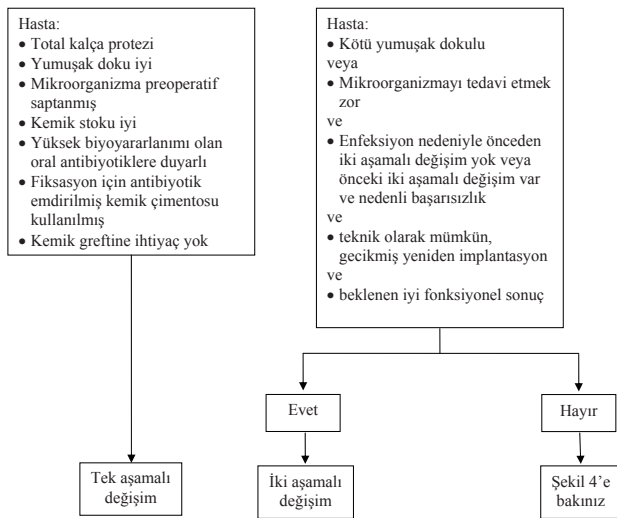 Hasta:
• Total kalça protezi
• Yumuşak doku iyi
• Mikroorganizma preoperatif
saptanmış
• Kemik stoku iyi
• Yüksek biyoyararlanımı olan
oral antibiyotiklere duyarlı
• Fiksasyon için antibiyotik
emdirilmiş kemik çimentosu
kullanılmış
• Kemik greftine ihtiyaç yok
Hasta:
• Kötü yumuşak dokulu
veya
• Mikroorganizmayı tedavi etmek
zor
ve
• Enfeksiyon nedeniyle önceden
iki aşamalı değişim yok veya
önceki iki aşamalı değişim var
ve nedenli başarısızlık
ve
• teknik olarak mümkün,
gecikmiş yeniden implantasyon
ve
• beklenen iyi fonksiyonel sonuç
Evet
Hayır
Tek aşamalı
değişim
İki aşamalı
değişim
Şekil 4’e
bakınız